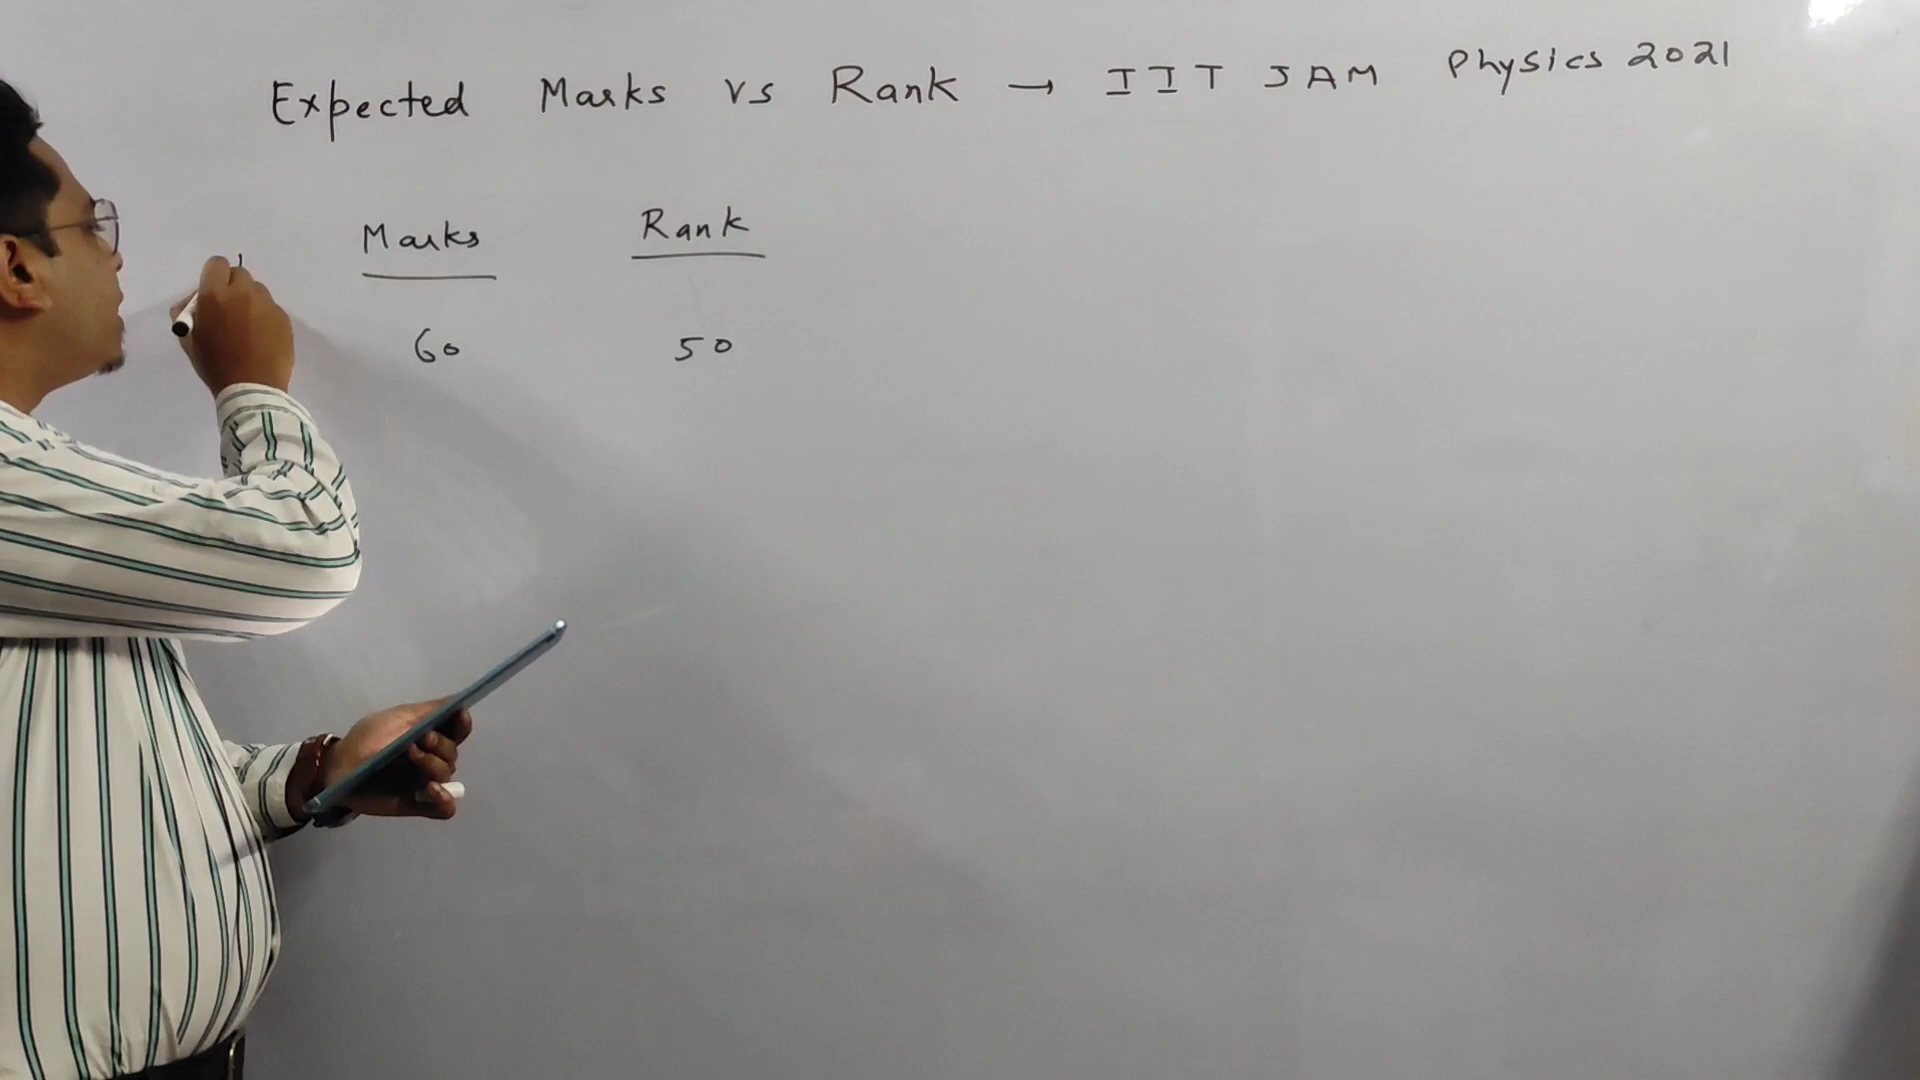 Expected Marks vs Rank → IIT JAM Physics 2021
Marks Rank
60 50